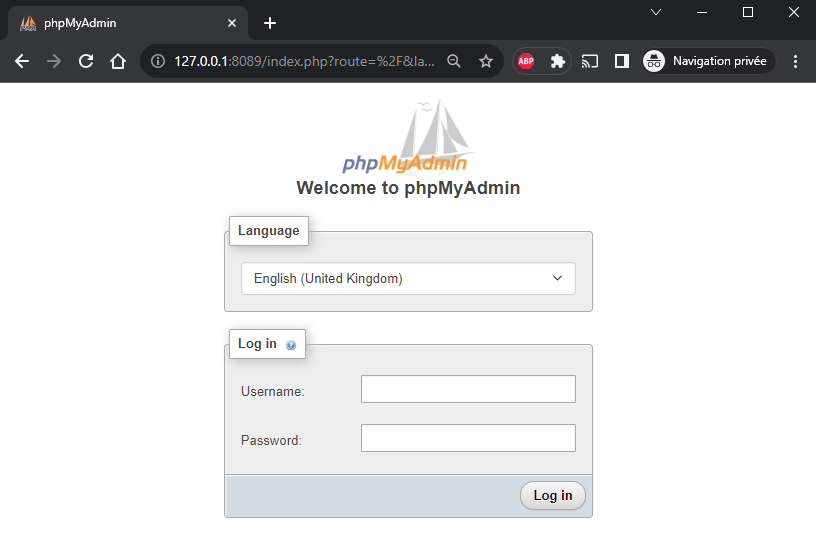 phpMyAdmin
127.0.0.1:8089/index.php?route=%2F&la...
ABP
Navigation privée
phpMyAdmin
Welcome to phpMyAdmin
Language
English (United Kingdom)
Log in
Username:
Password:
Log in